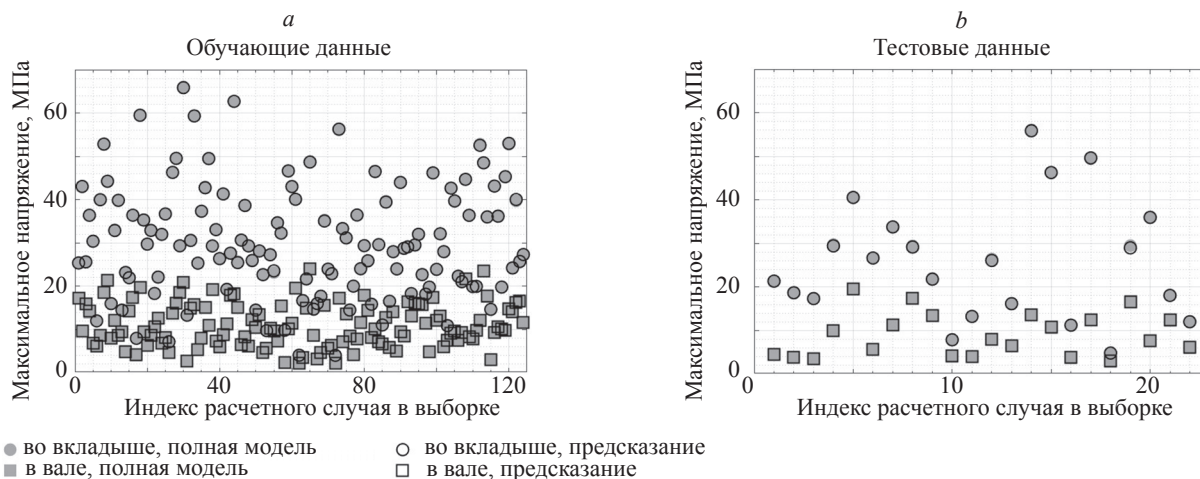 a
Обучающие данные
Максимальное напряжение, МПа
60
40
20
0
0 40 80 120
Индекс расчетного случая в выборке
b
Тестовые данные
Максимальное напряжение, МПа
60
40
20
0
10 20
Индекс расчетного случая в выборке
во вкладыше, полная модель
в вале, полная модель
во вкладыше, предсказание
в вале, предсказание